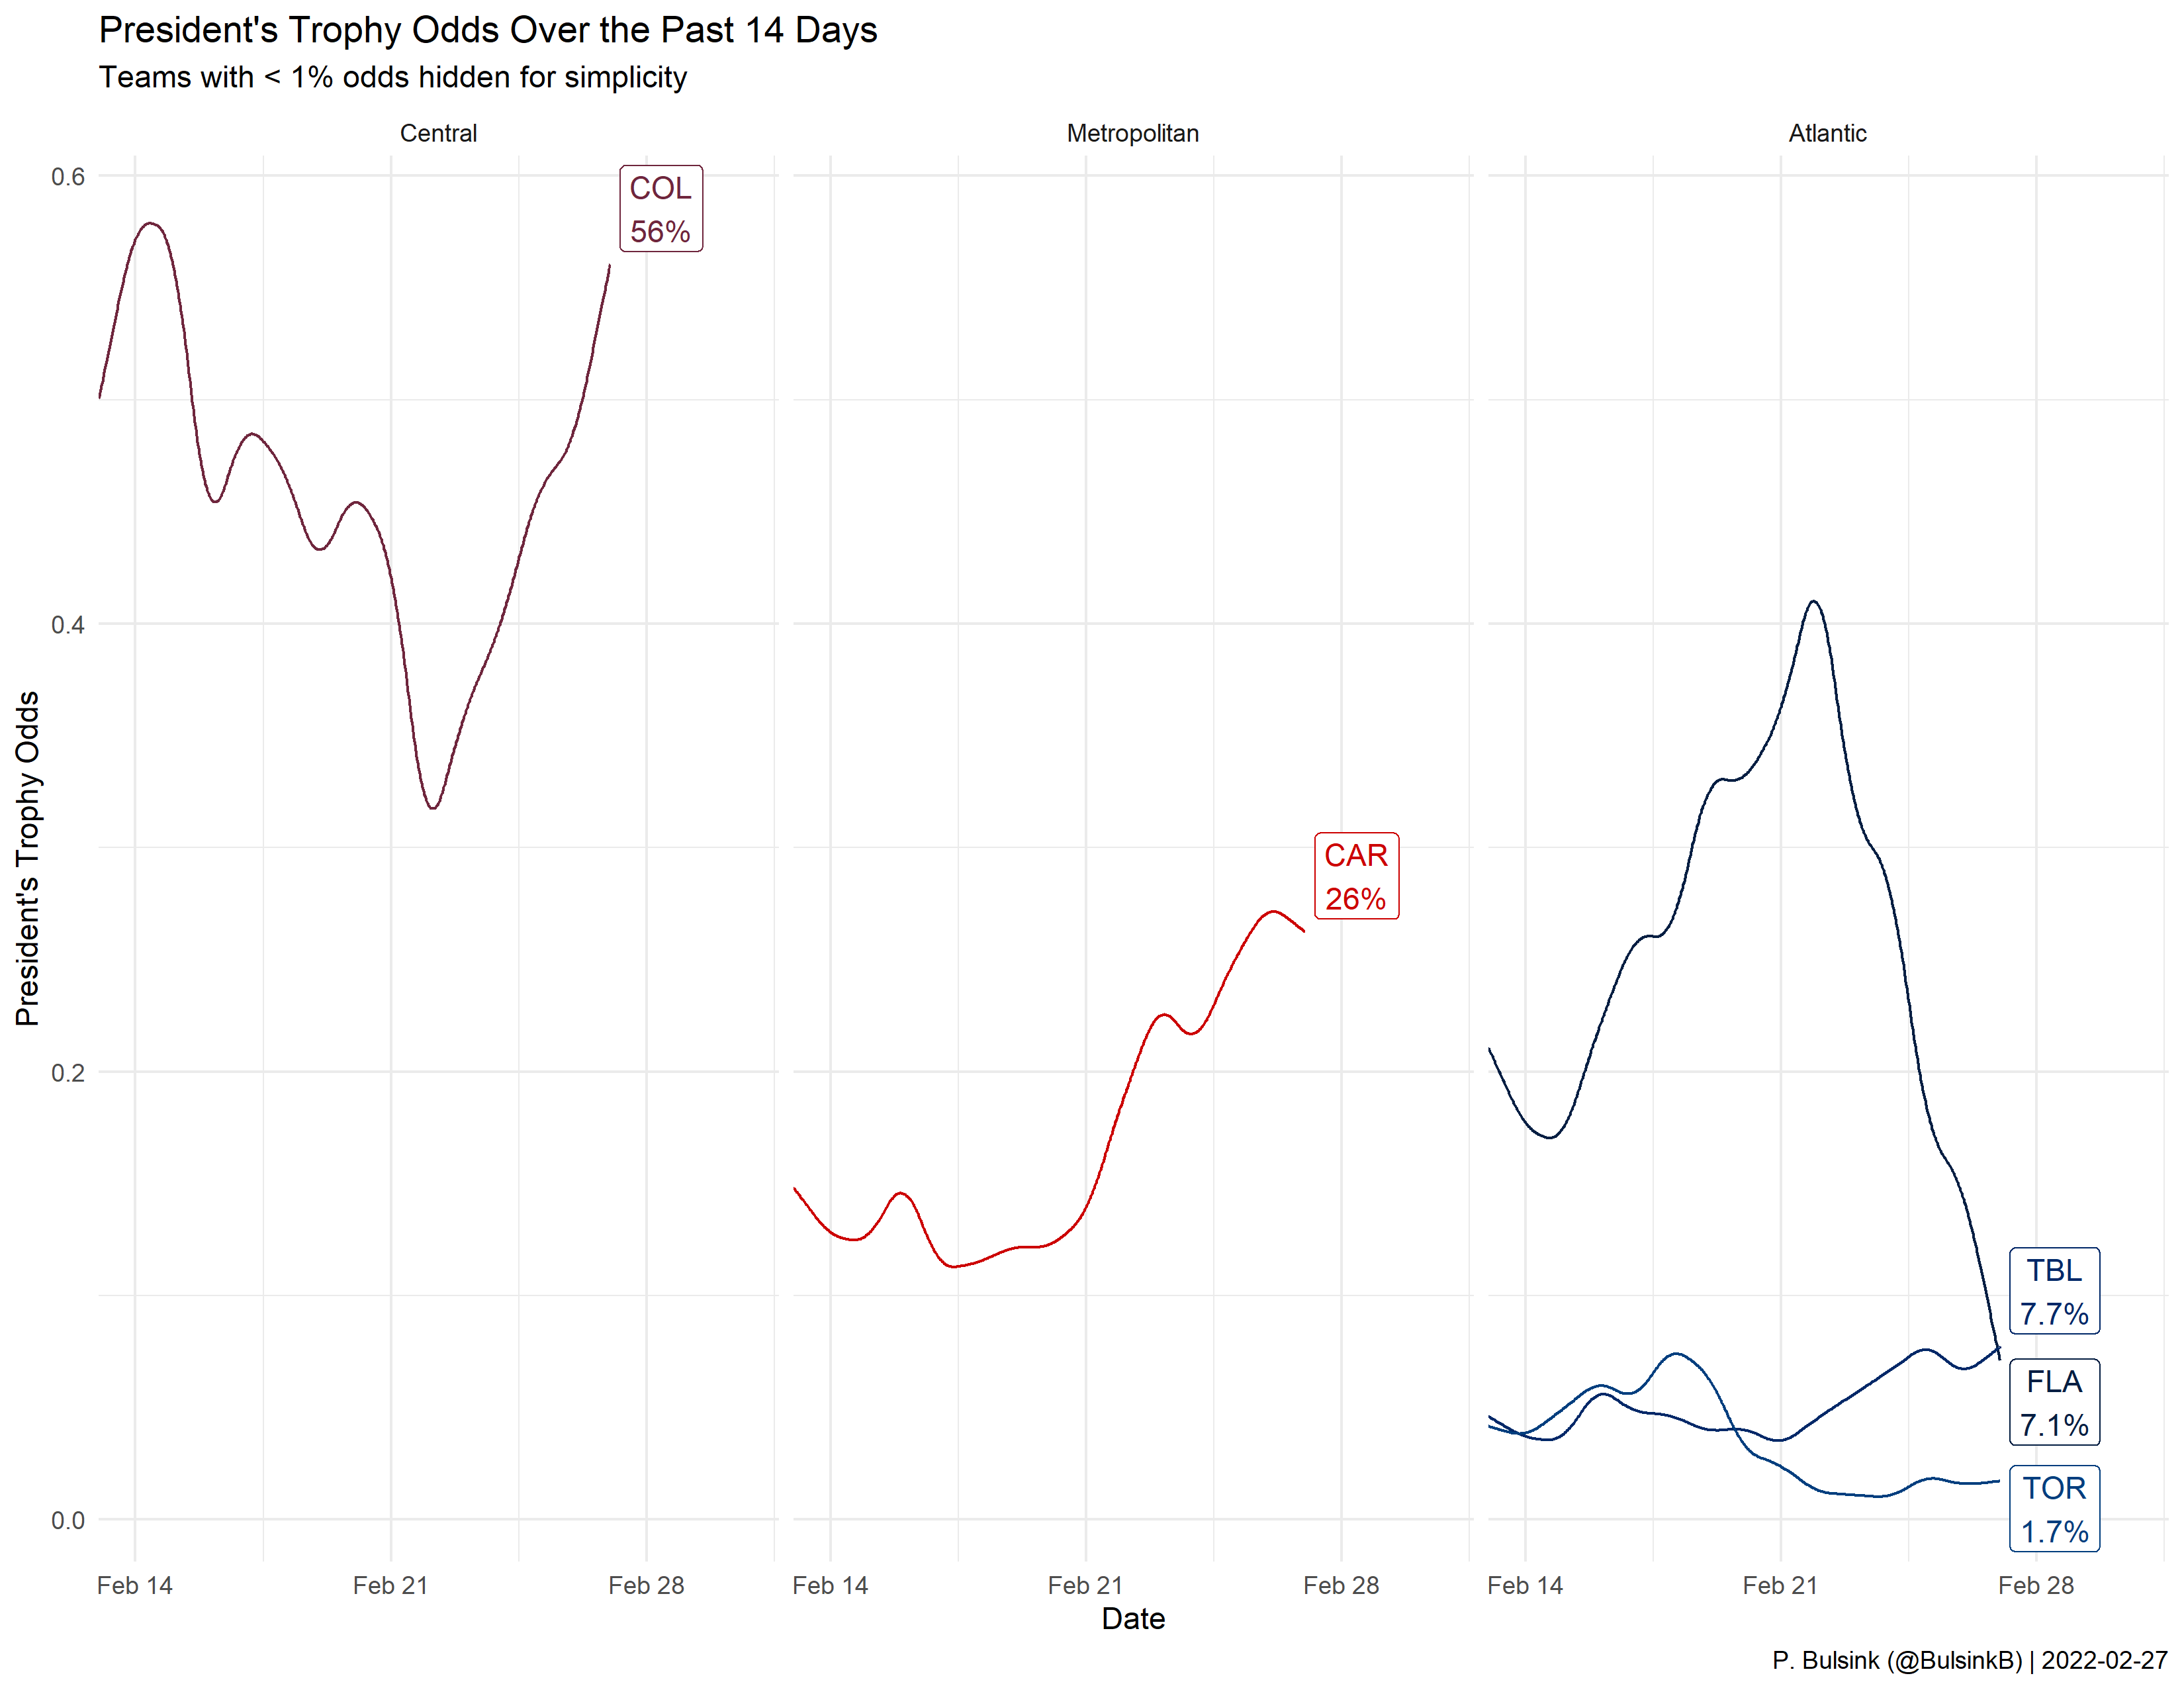 President's Trophy Odds Over the Past 14 Days
Teams with < 1% odds hidden for simplicity
Central
Metropolitan
Atlantic
President's Trophy Odds
0.6
0.4
0.2
0.0
COL
56%
CAR
26%
TBL
7.7%
FLA
7.1%
TOR
1.7%
Feb 14
Feb 21
Feb 28
Feb 14
Feb 21
Feb 28
Feb 14
Feb 21
Feb 28
Date
P. Bulsink (@BulsinkB) | 2022-02-27